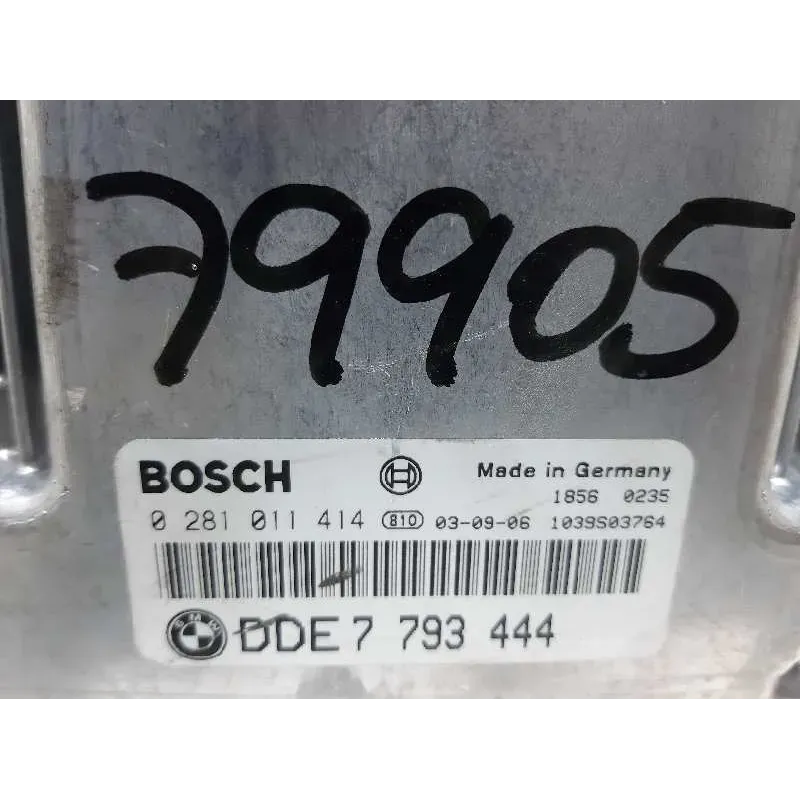 79905
BOSCH
Made in Germany
1856 0235
0 281 011 414 810 03-09-06 1039S03764
BMW DDE 7 793 444